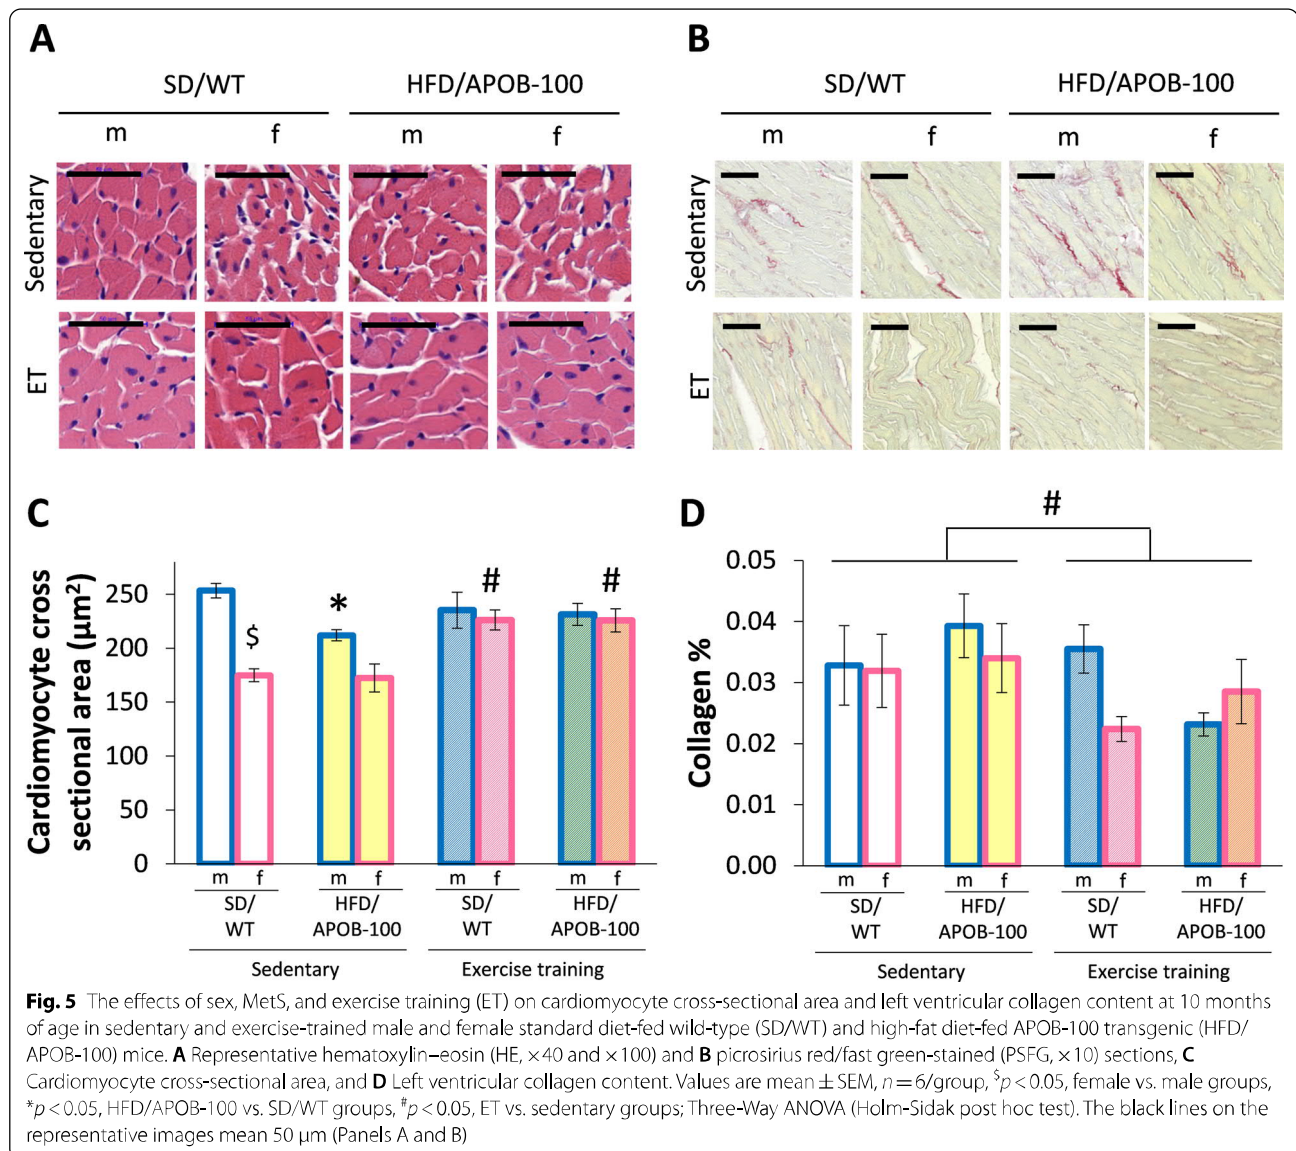 A
SD/WT
HFD/APOB-100
m
f
m
f
Sedentary
ET
B
SD/WT
HFD/APOB-100
m
f
m
f
Sedentary
ET
C
Cardiomyocyte cross
sectional area (µm²)
250
200
150
100
50
0
$
*
#
#
m f m f m f m f
SD/ HFD/ SD/ HFD/
WT APOB-100 WT APOB-100
Sedentary Exercise training
D
#
Collagen %
0.05
0.04
0.03
0.02
0.01
0.00
m f m f m f m f
SD/ HFD/ SD/ HFD/
WT APOB-100 WT APOB-100
Sedentary Exercise training
Fig. 5 The effects of sex, MetS, and exercise training (ET) on cardiomyocyte cross-sectional area and left ventricular collagen content at 10 months
of age in sedentary and exercise-trained male and female standard diet-fed wild-type (SD/WT) and high-fat diet-fed APOB-100 transgenic (HFD/
APOB-100) mice. A Representative hematoxylin–eosin (HE, ×40 and ×100) and B picrosirius red/fast green-stained (PSFG, ×10) sections, C
Cardiomyocyte cross-sectional area, and D Left ventricular collagen content. Values are mean ± SEM, n = 6/group, $p < 0.05, female vs. male groups,
*p < 0.05, HFD/APOB-100 vs. SD/WT groups, #p < 0.05, ET vs. sedentary groups; Three-Way ANOVA (Holm-Sidak post hoc test). The black lines on the
representative images mean 50 µm (Panels A and B)